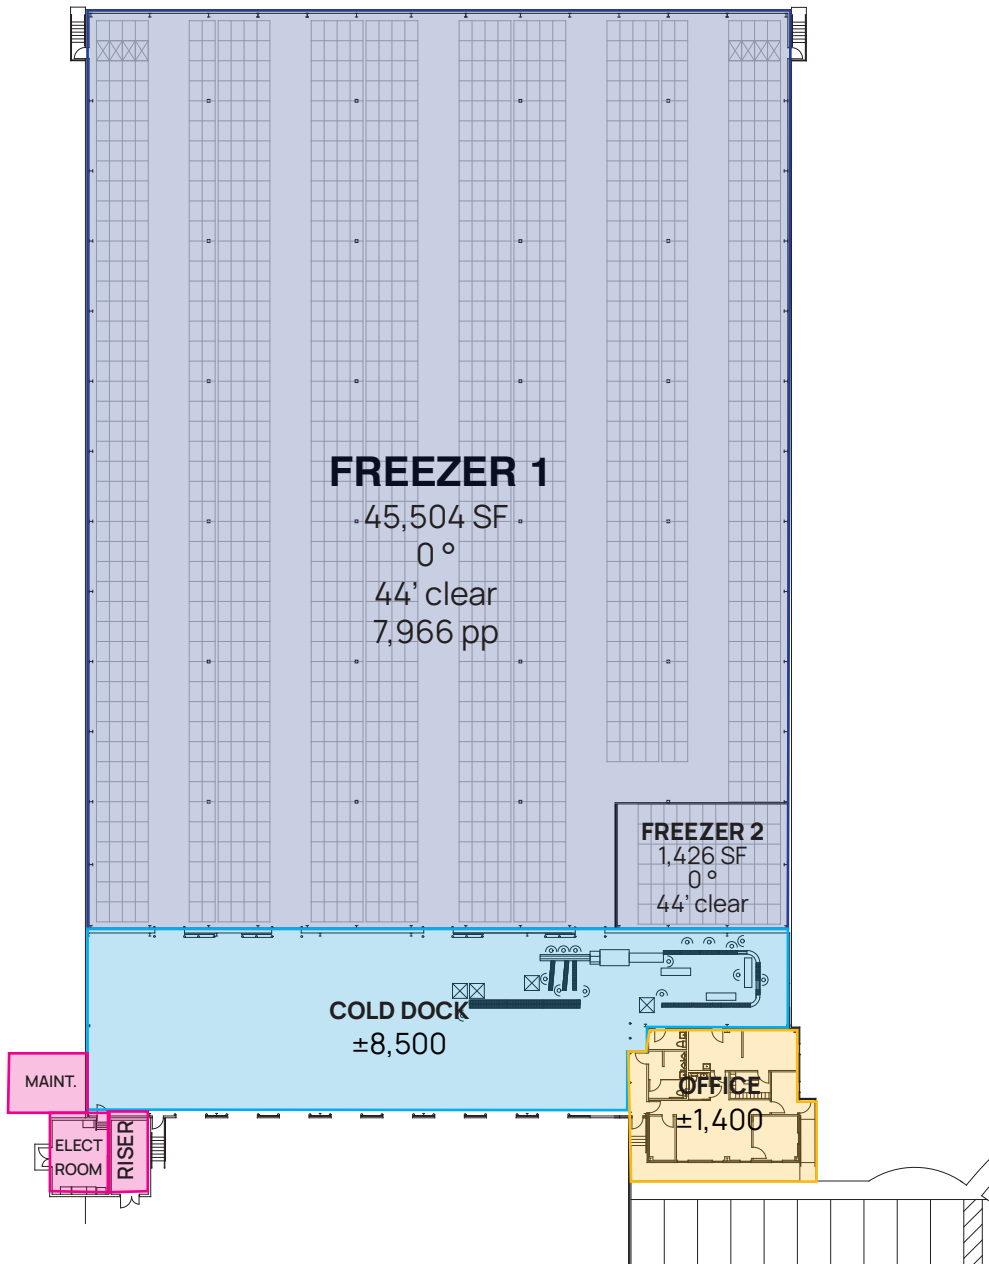 FREEZER 1
45,504 SF
0 °
44’ clear
7,966 pp
FREEZER 2
1,426 SF
0 °
44’ clear
COLD DOCK
±8,500
MAINT.
OFFICE
±1,400
ELECT
ROOM
RISER